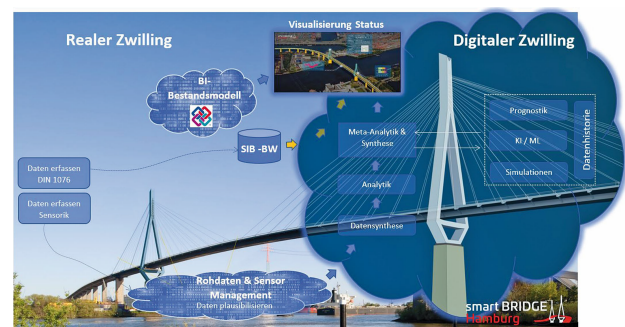 Visualisierung Status
Realer Zwilling
Digitaler Zwilling
BI-
Bestandsmodell
SIB -BW
Meta-Analytik &
Synthese
Prognostik
KI / ML
Simulationen
Datenhistorie
Daten erfassen
DIN 1076
Daten erfassen
Sensorik
Analytik
Datensynthese
Rohdaten & Sensor
Management
Daten plausibilisieren
smart BRIDGE
Hamburg